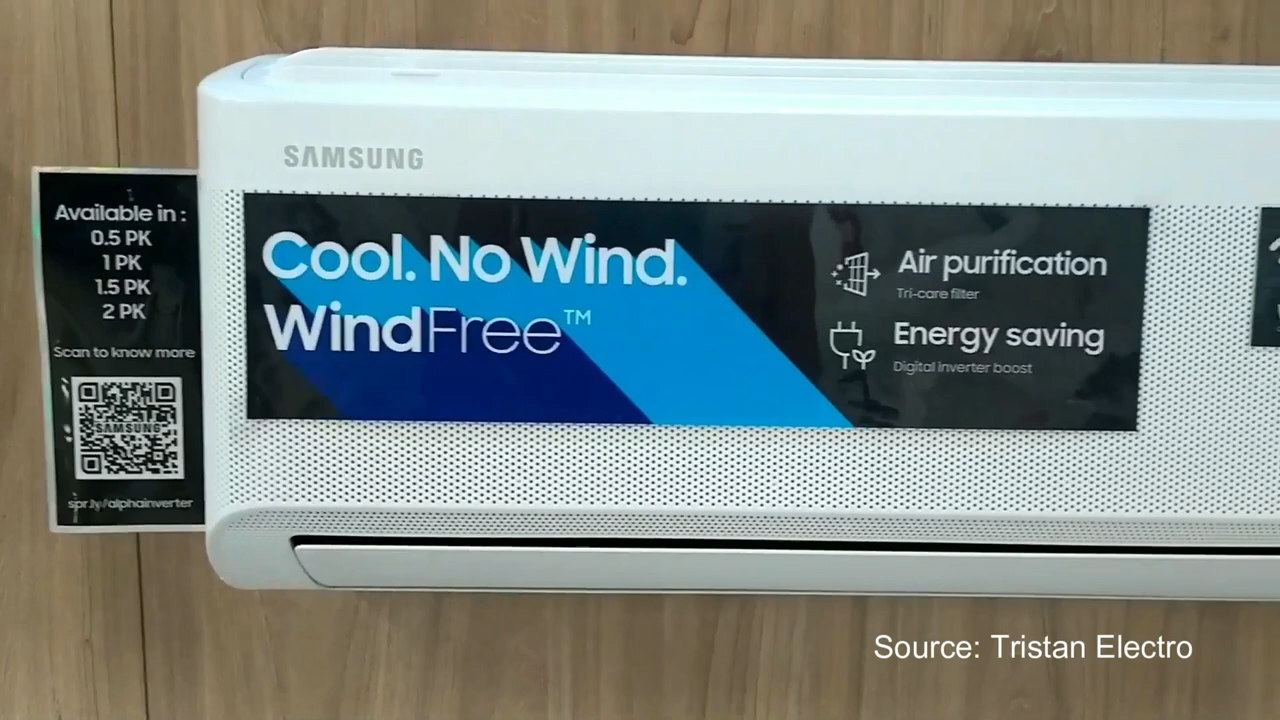 SAMSUNG
Available in :
0.5 PK
1 PK
1.5 PK
2 PK
Scan to know more
SAMSUNG
spr.ly/alphainverter
Cool. No Wind.
WindFree™
Air purification
Tri-care filter
Energy saving
Digital inverter boost
Source: Tristan Electro